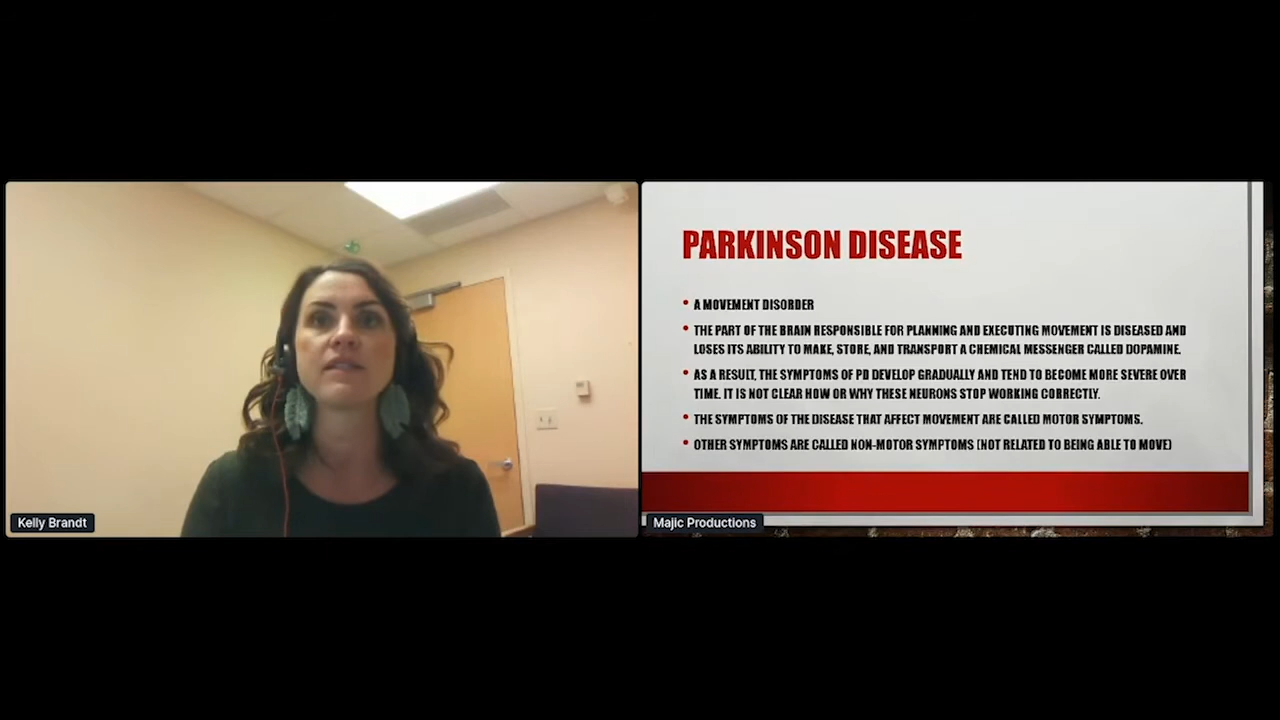 PARKINSON DISEASE
• A MOVEMENT DISORDER
• THE PART OF THE BRAIN RESPONSIBLE FOR PLANNING AND EXECUTING MOVEMENT IS DISEASED AND
LOSES ITS ABILITY TO MAKE, STORE, AND TRANSPORT A CHEMICAL MESSENGER CALLED DOPAMINE.
• AS A RESULT, THE SYMPTOMS OF PD DEVELOP GRADUALLY AND TEND TO BECOME MORE SEVERE OVER
TIME. IT IS NOT CLEAR HOW OR WHY THESE NEURONS STOP WORKING CORRECTLY.
• THE SYMPTOMS OF THE DISEASE THAT AFFECT MOVEMENT ARE CALLED MOTOR SYMPTOMS.
• OTHER SYMPTOMS ARE CALLED NON-MOTOR SYMPTOMS (NOT RELATED TO BEING ABLE TO MOVE)
Kelly Brandt
Majic Productions